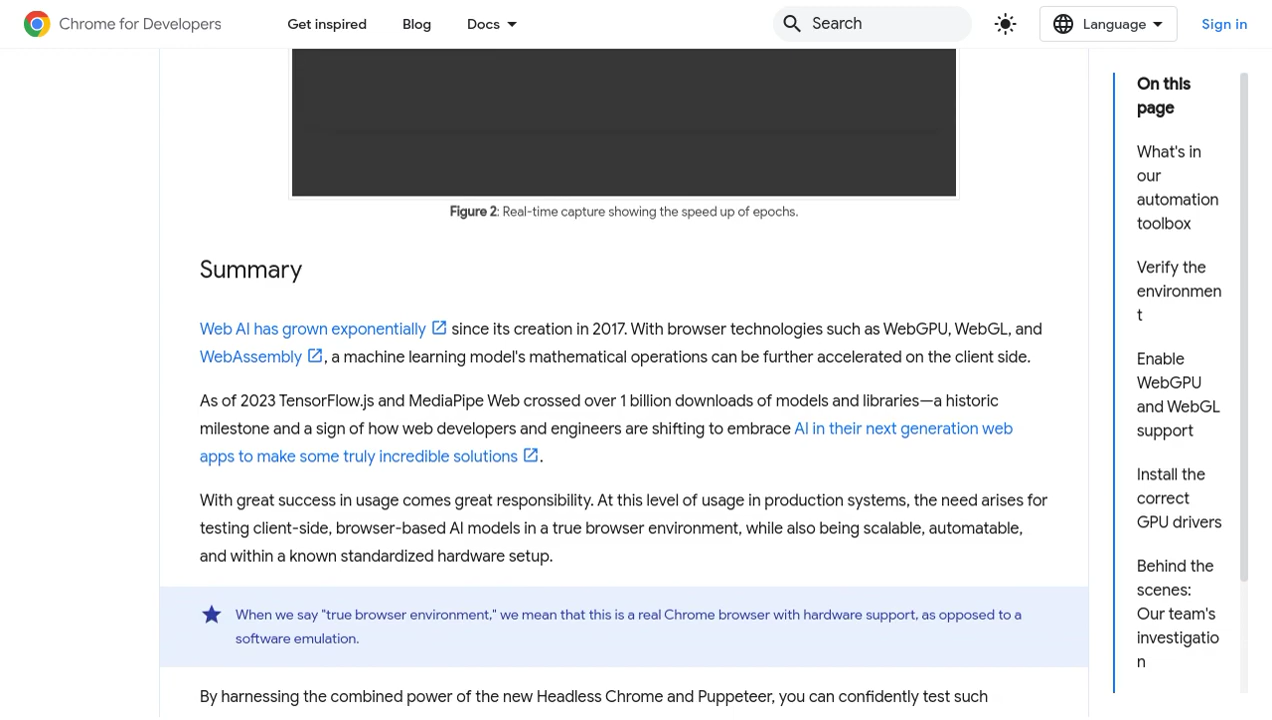 Chrome for Developers
Get inspired
Blog
Docs
Search
Language
Sign in
Figure 2: Real-time capture showing the speed up of epochs.
Summary
Web AI has grown exponentially since its creation in 2017. With browser technologies such as WebGPU, WebGL, and
WebAssembly , a machine learning model's mathematical operations can be further accelerated on the client side.
As of 2023 TensorFlow.js and MediaPipe Web crossed over 1 billion downloads of models and libraries—a historic
milestone and a sign of how web developers and engineers are shifting to embrace AI in their next generation web
apps to make some truly incredible solutions .
With great success in usage comes great responsibility. At this level of usage in production systems, the need arises for
testing client-side, browser-based AI models in a true browser environment, while also being scalable, automatable,
and within a known standardized hardware setup.
When we say "true browser environment," we mean that this is a real Chrome browser with hardware support, as opposed to a
software emulation.
By harnessing the combined power of the new Headless Chrome and Puppeteer, you can confidently test such
On this
page
What's in
our
automation
toolbox
Verify the
environmen
t
Enable
WebGPU
and WebGL
support
Install the
correct
GPU drivers
Behind the
scenes:
Our team's
investigatio
n